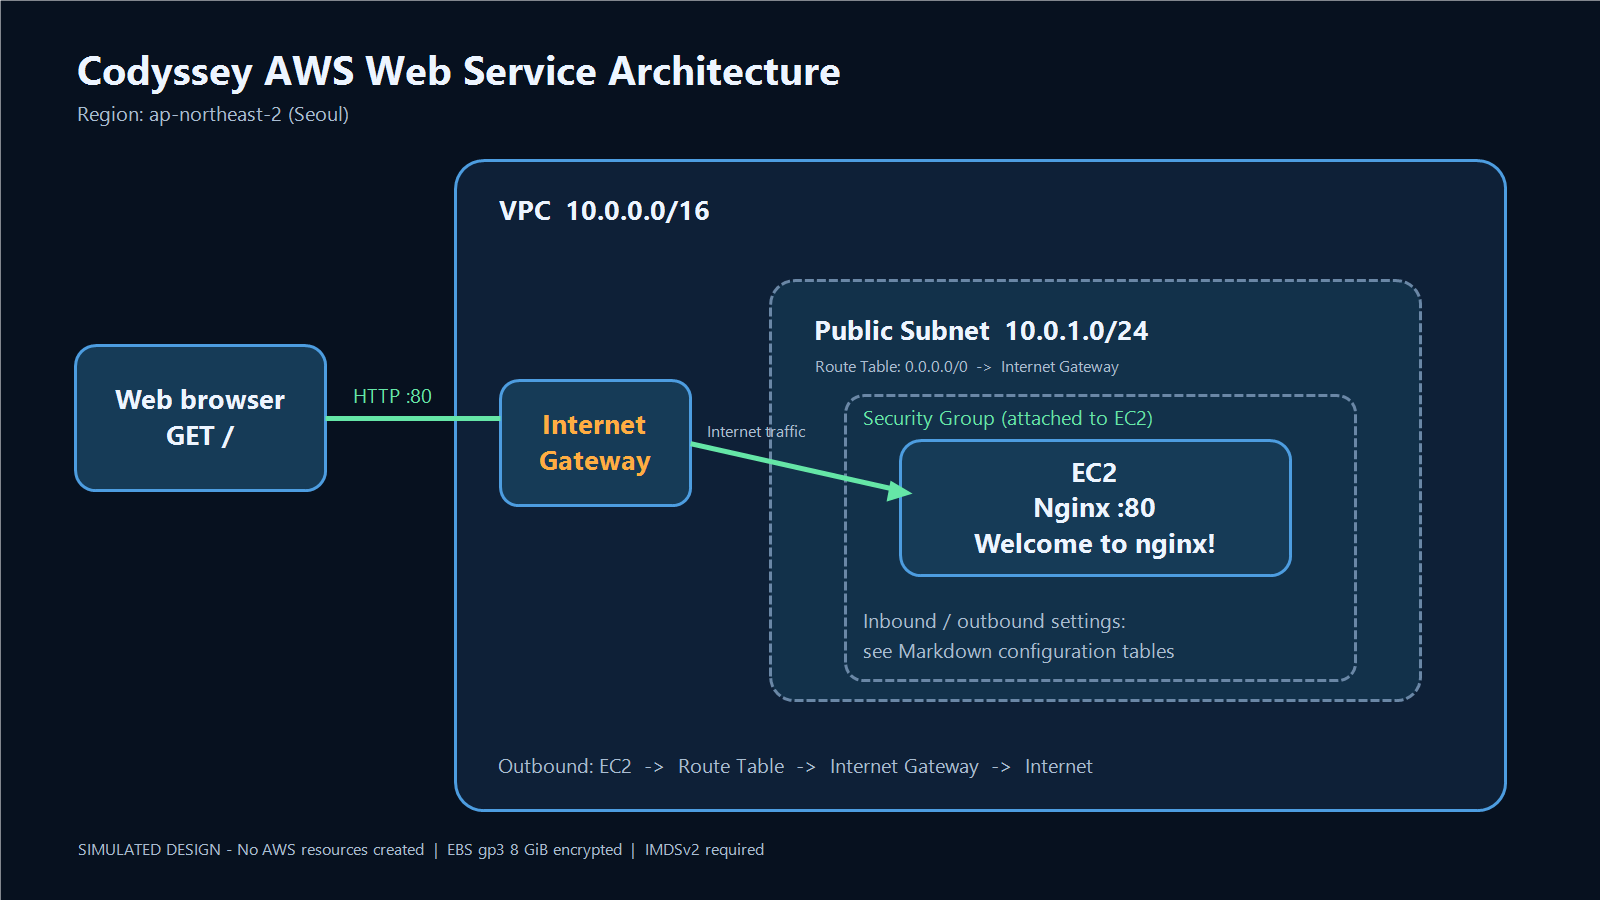 Codyssey AWS Web Service Architecture
Region: ap-northeast-2 (Seoul)
VPC 10.0.0.0/16
Public Subnet 10.0.1.0/24
Route Table: 0.0.0.0/0 -> Internet Gateway
Web browser
GET /
HTTP :80
Internet
Gateway
Internet traffic
Security Group (attached to EC2)
EC2
Nginx :80
Welcome to nginx!
Inbound / outbound settings:
see Markdown configuration tables
Outbound: EC2 -> Route Table -> Internet Gateway -> Internet
SIMULATED DESIGN - No AWS resources created | EBS gp3 8 GiB encrypted | IMDSv2 required